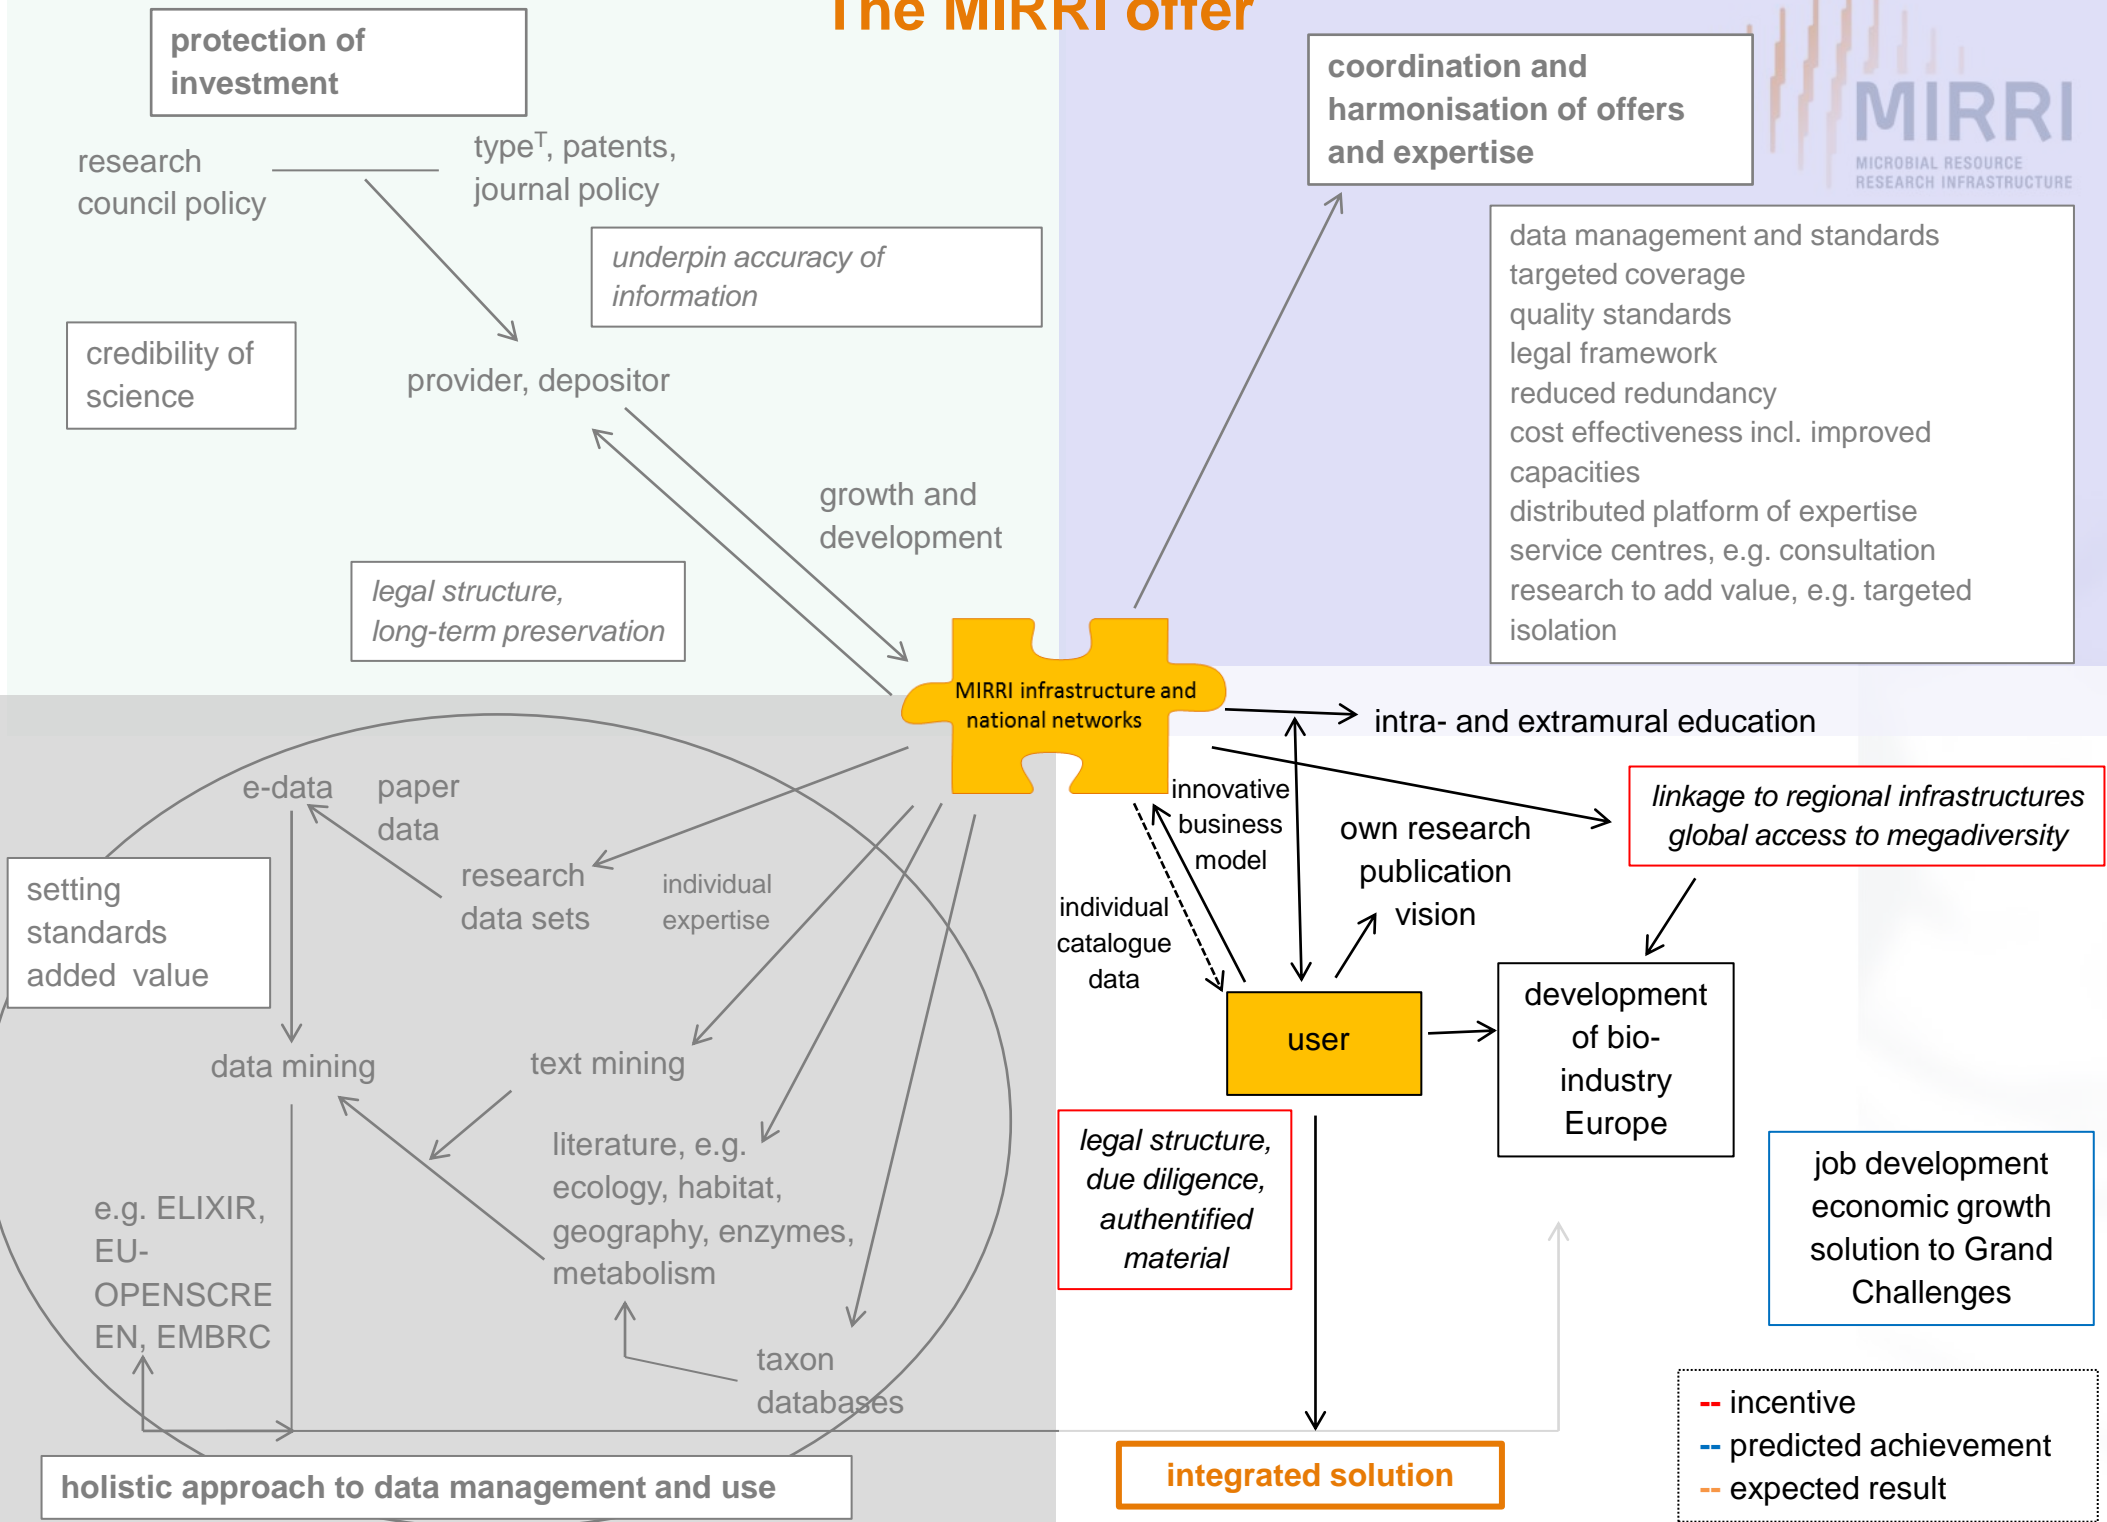 The MIRRI offer
protection of
investment
research
council policy
typeᵀ, patents,
journal policy
underpin accuracy of
information
credibility of
science
provider, depositor
growth and
development
legal structure,
long-term preservation
coordination and
harmonisation of offers
and expertise
MIRRI
MICROBIAL RESOURCE
RESEARCH INFRASTRUCTURE
data management and standards
targeted coverage
quality standards
legal framework
reduced redundancy
cost effectiveness incl. improved
capacities
distributed platform of expertise
service centres, e.g. consultation
research to add value, e.g. targeted
isolation
MIRRI infrastructure and
national networks
e-data
paper
data
research
data sets
individual
expertise
setting
standards
added value
data mining
text mining
literature, e.g.
ecology, habitat,
geography, enzymes,
metabolism
e.g. ELIXIR,
EU-
OPENSCRE
EN, EMBRC
taxon
databases
holistic approach to data management and use
intra- and extramural education
innovative
business
model
individual
catalogue
data
own research
publication
vision
linkage to regional infrastructures
global access to megadiversity
user
development
of bio-
industry
Europe
legal structure,
due diligence,
authentified
material
job development
economic growth
solution to Grand
Challenges
integrated solution
-- incentive
-- predicted achievement
-- expected result